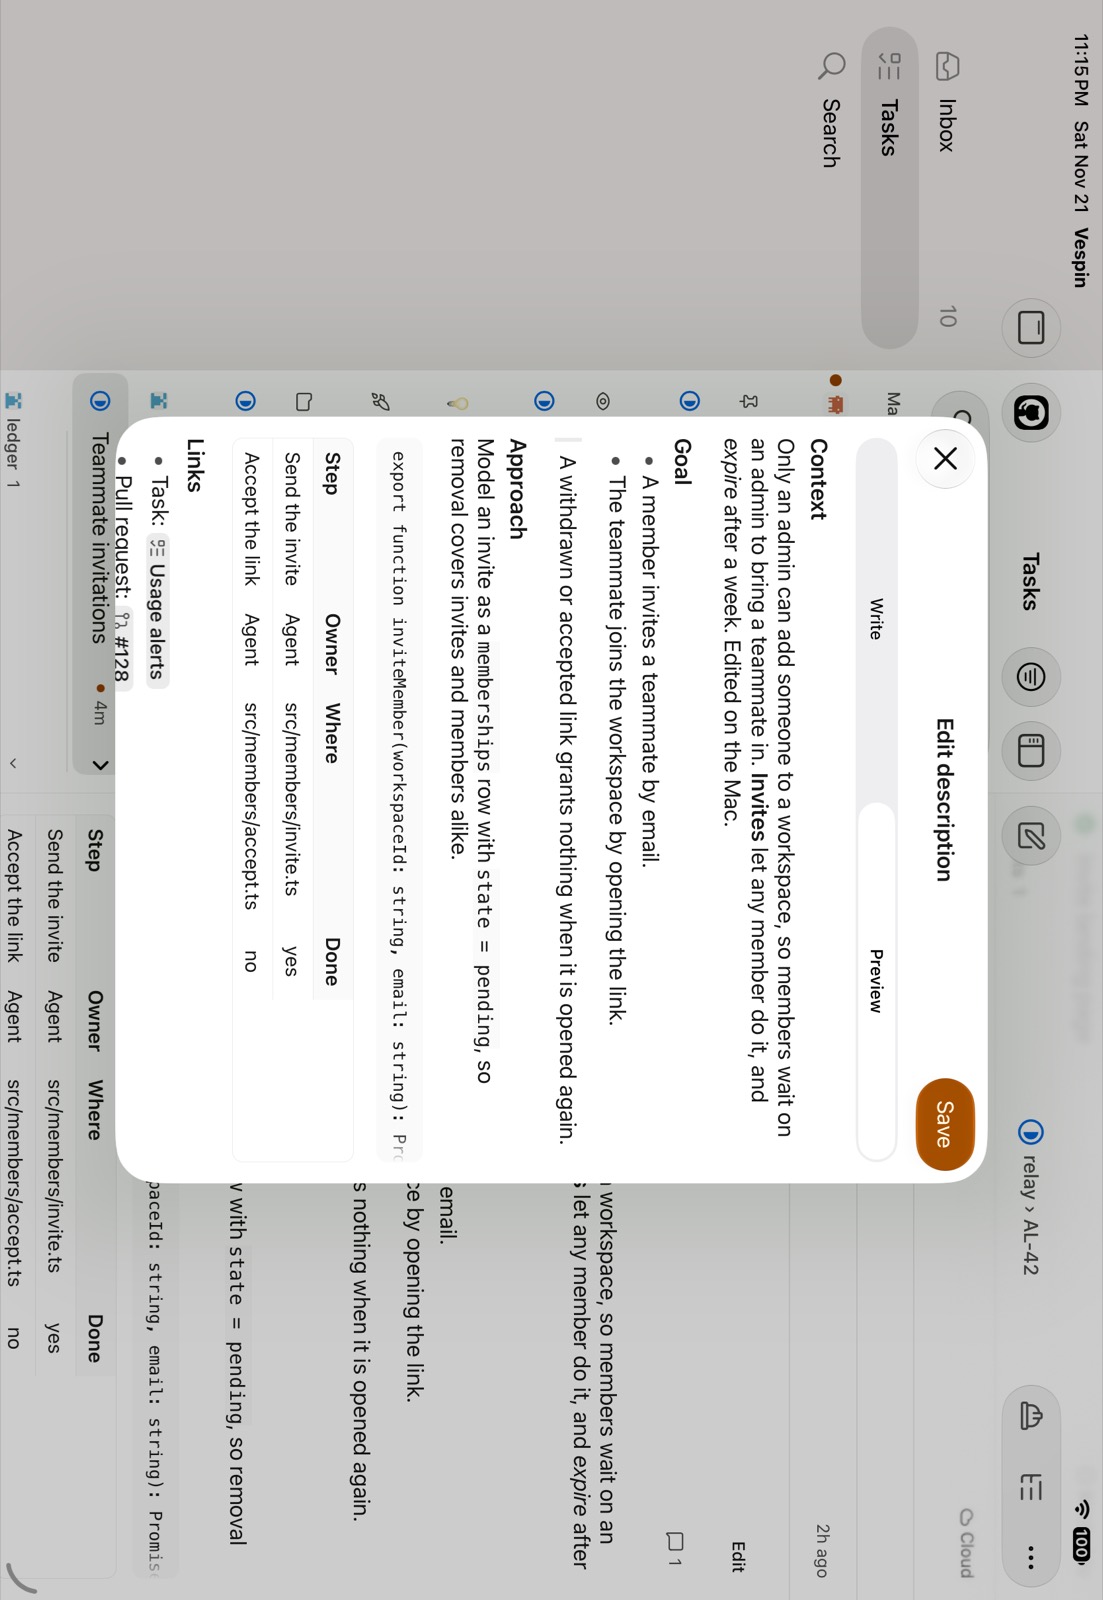 11:15 PM Sat Nov 21 Vespin
100
Inbox 10
Tasks
Search
Tasks
relay › AL-42
Cloud
Ma
2h ago
Edit
1
Edit description
Save
Write
Preview
Context
Only an admin can add someone to a workspace, so members wait on
an admin to bring a teammate in. Invites let any member do it, and
expire after a week. Edited on the Mac.
Goal
• A member invites a teammate by email.
• The teammate joins the workspace by opening the link.
A withdrawn or accepted link grants nothing when it is opened again.
Approach
Model an invite as a memberships row with state = pending, so
removal covers invites and members alike.
export function inviteMember(workspaceId: string, email: string): Pro
Step Owner Where Done
Send the invite Agent src/members/invite.ts yes
Accept the link Agent src/members/accept.ts no
Links
• Task: Usage alerts
• Pull request: #128
Teammate invitations • 4m
ledger 1
workspace, so members wait on an
let any member do it, and expire after
email.
ce by opening the link.
s nothing when it is opened again.
with state = pending, so removal
paceId: string, email: string): Promis
Step Owner Where Done
Send the invite Agent src/members/invite.ts yes
Accept the link Agent src/members/accept.ts no